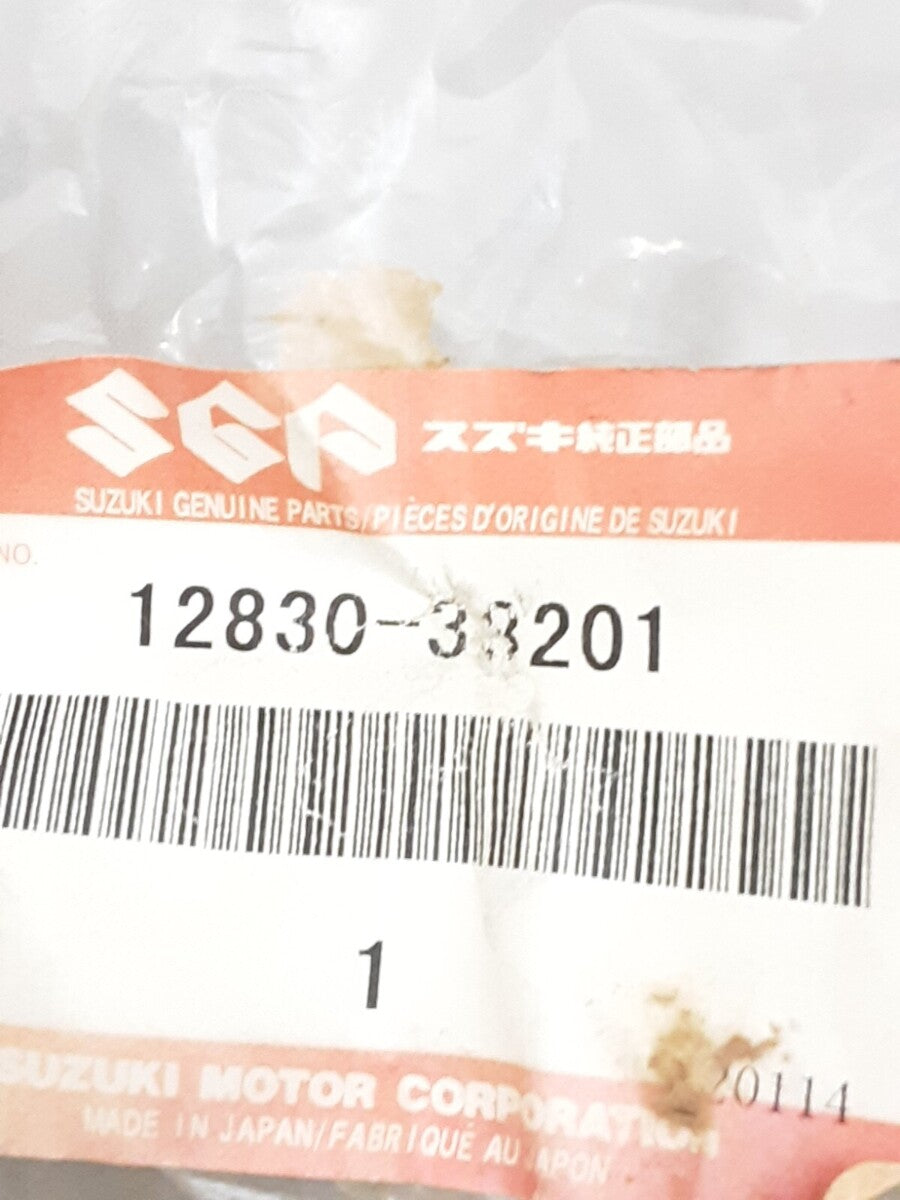 SGP スズキ純正部品
SUZUKI GENUINE PARTS/PIÈCES D'ORIGINE DE SUZUKI
NO.
12830-38201
1
20114
SUZUKI MOTOR CORPORATION
MADE IN JAPAN/FABRIQUÉ AU JAPON